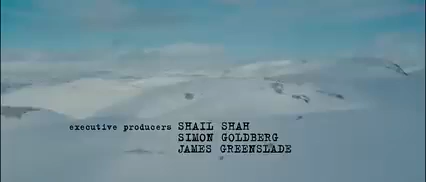 executive producers SHAIL SHAH
SIMON GOLDBERG
JAMES GREENSLADE